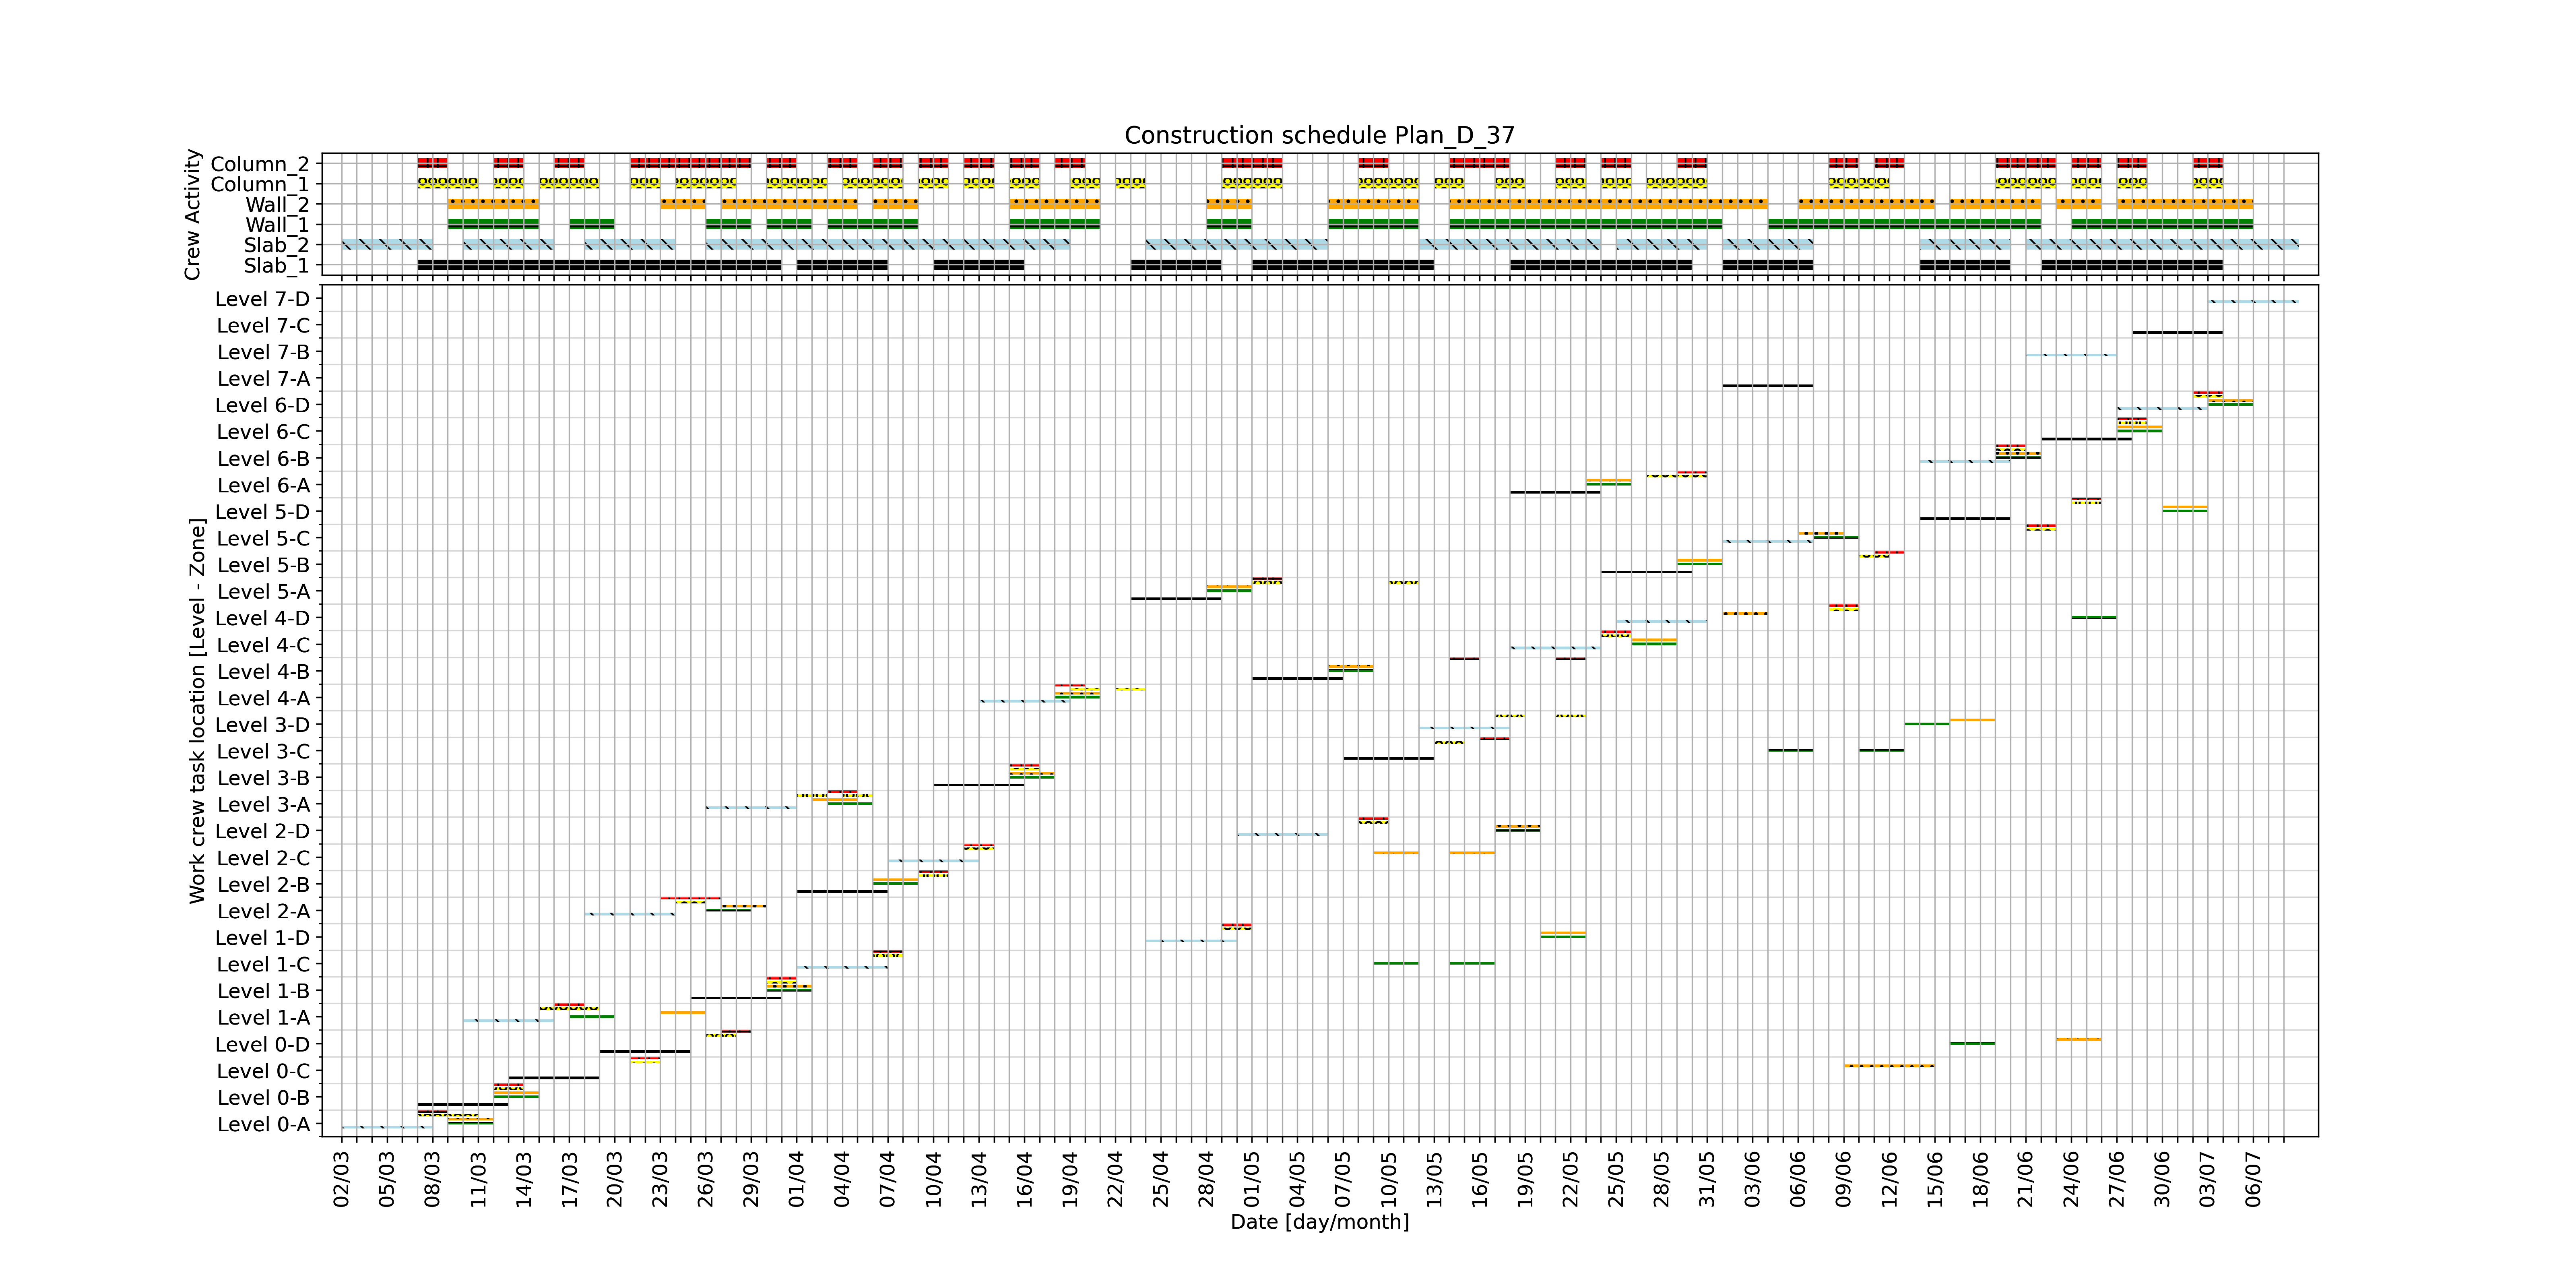 Construction schedule Plan_D_37
Crew Activity
Column_2
Column_1
Wall_2
Wall_1
Slab_2
Slab_1
Work crew task location [Level - Zone]
Level 7-D
Level 7-C
Level 7-B
Level 7-A
Level 6-D
Level 6-C
Level 6-B
Level 6-A
Level 5-D
Level 5-C
Level 5-B
Level 5-A
Level 4-D
Level 4-C
Level 4-B
Level 4-A
Level 3-D
Level 3-C
Level 3-B
Level 3-A
Level 2-D
Level 2-C
Level 2-B
Level 2-A
Level 1-D
Level 1-C
Level 1-B
Level 1-A
Level 0-D
Level 0-C
Level 0-B
Level 0-A
02/03 05/03 08/03 11/03 14/03 17/03 20/03 23/03 26/03 29/03 01/04 04/04 07/04 10/04 13/04 16/04 19/04 22/04 25/04 28/04 01/05 04/05 07/05 10/05 13/05 16/05 19/05 22/05 25/05 28/05 31/05 03/06 06/06 09/06 12/06 15/06 18/06 21/06 24/06 27/06 30/06 03/07 06/07
Date [day/month]